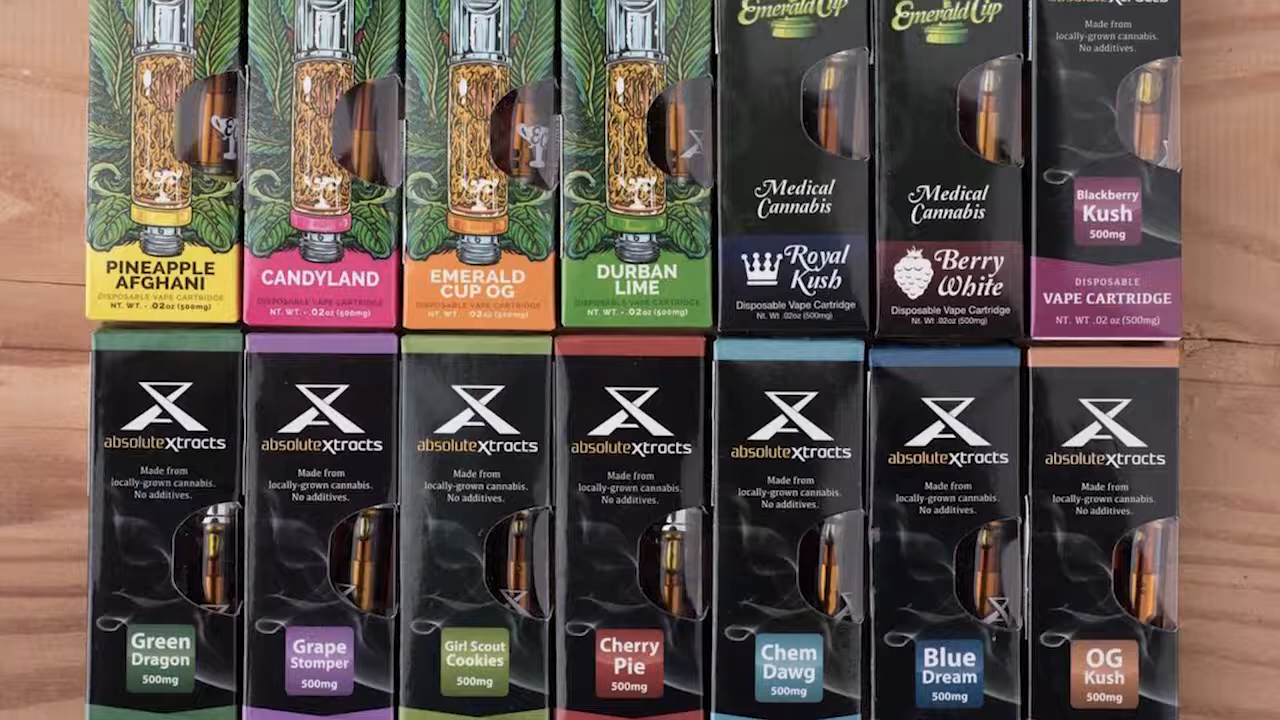 Emerald Cup
Emerald Cup
Made from
locally-grown cannabis.
No additives.
PINEAPPLE
AFGHANI
DISPOSABLE VAPE CARTRIDGE
NT. WT. - .02oz (500mg)
CANDYLAND
DISPOSABLE VAPE CARTRIDGE
NT. WT. - .02oz (500mg)
EMERALD
CUP OG
DISPOSABLE VAPE CARTRIDGE
NT. WT. - .02oz (500mg)
DURBAN
LIME
DISPOSABLE VAPE CARTRIDGE
NT. WT. - .02oz (500mg)
Medical
Cannabis
Royal
Kush
Disposable Vape Cartridge
Nt. Wt .02oz (500mg)
Medical
Cannabis
Berry
White
Disposable Vape Cartridge
Nt. Wt .02oz (500mg)
Blackberry
Kush
500mg
DISPOSABLE
VAPE CARTRIDGE
NT. WT .02 oz (500mg)
absoluteXtracts
Made from
locally-grown cannabis.
No additives.
Green
Dragon
500mg
absoluteXtracts
Made from
locally-grown cannabis.
No additives.
Grape
Stomper
500mg
absoluteXtracts
Made from
locally-grown cannabis.
No additives.
Girl Scout
Cookies
500mg
absoluteXtracts
Made from
locally-grown cannabis.
No additives.
Cherry
Pie
500mg
absoluteXtracts
Made from
locally-grown cannabis.
No additives.
Chem
Dawg
500mg
absoluteXtracts
Made from
locally-grown cannabis.
No additives.
Blue
Dream
500mg
absoluteXtracts
Made from
locally-grown cannabis.
No additives.
OG
Kush
500mg